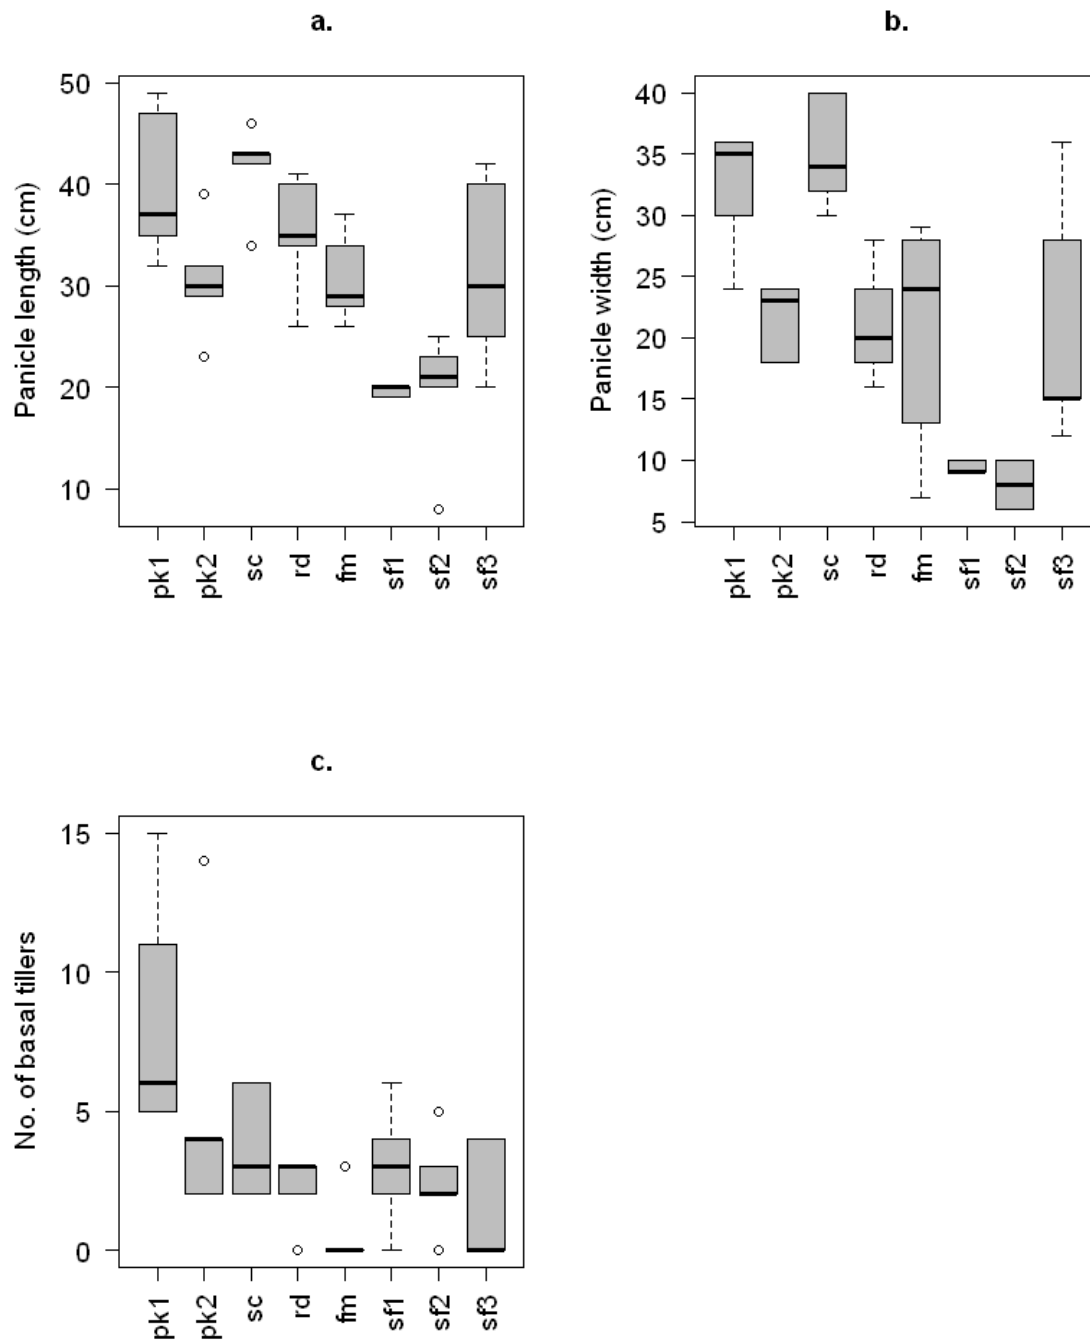 a.
Panicle length (cm)
50
40
30
20
10
pk1 pk2 sc rd fm sf1 sf2 sf3
b.
Panicle width (cm)
40
35
30
25
20
15
10
5
pk1 pk2 sc rd fm sf1 sf2 sf3
c.
No. of basal tillers
15
10
5
0
pk1 pk2 sc rd fm sf1 sf2 sf3